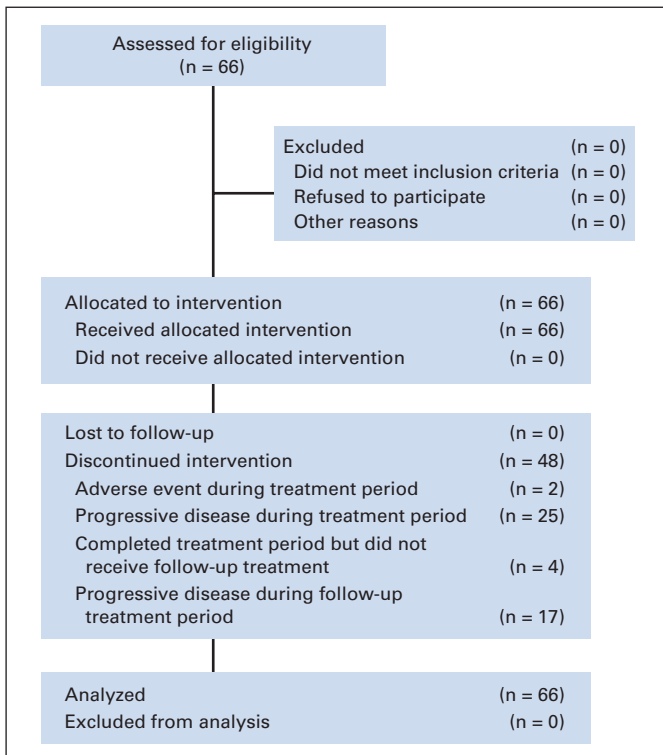 Assessed for eligibility
(n = 66)
Excluded (n = 0)
Did not meet inclusion criteria (n = 0)
Refused to participate (n = 0)
Other reasons (n = 0)
Allocated to intervention (n = 66)
Received allocated intervention (n = 66)
Did not receive allocated intervention (n = 0)
Lost to follow-up (n = 0)
Discontinued intervention (n = 48)
Adverse event during treatment period (n = 2)
Progressive disease during treatment period (n = 25)
Completed treatment period but did not
receive follow-up treatment (n = 4)
Progressive disease during follow-up
treatment period (n = 17)
Analyzed (n = 66)
Excluded from analysis (n = 0)